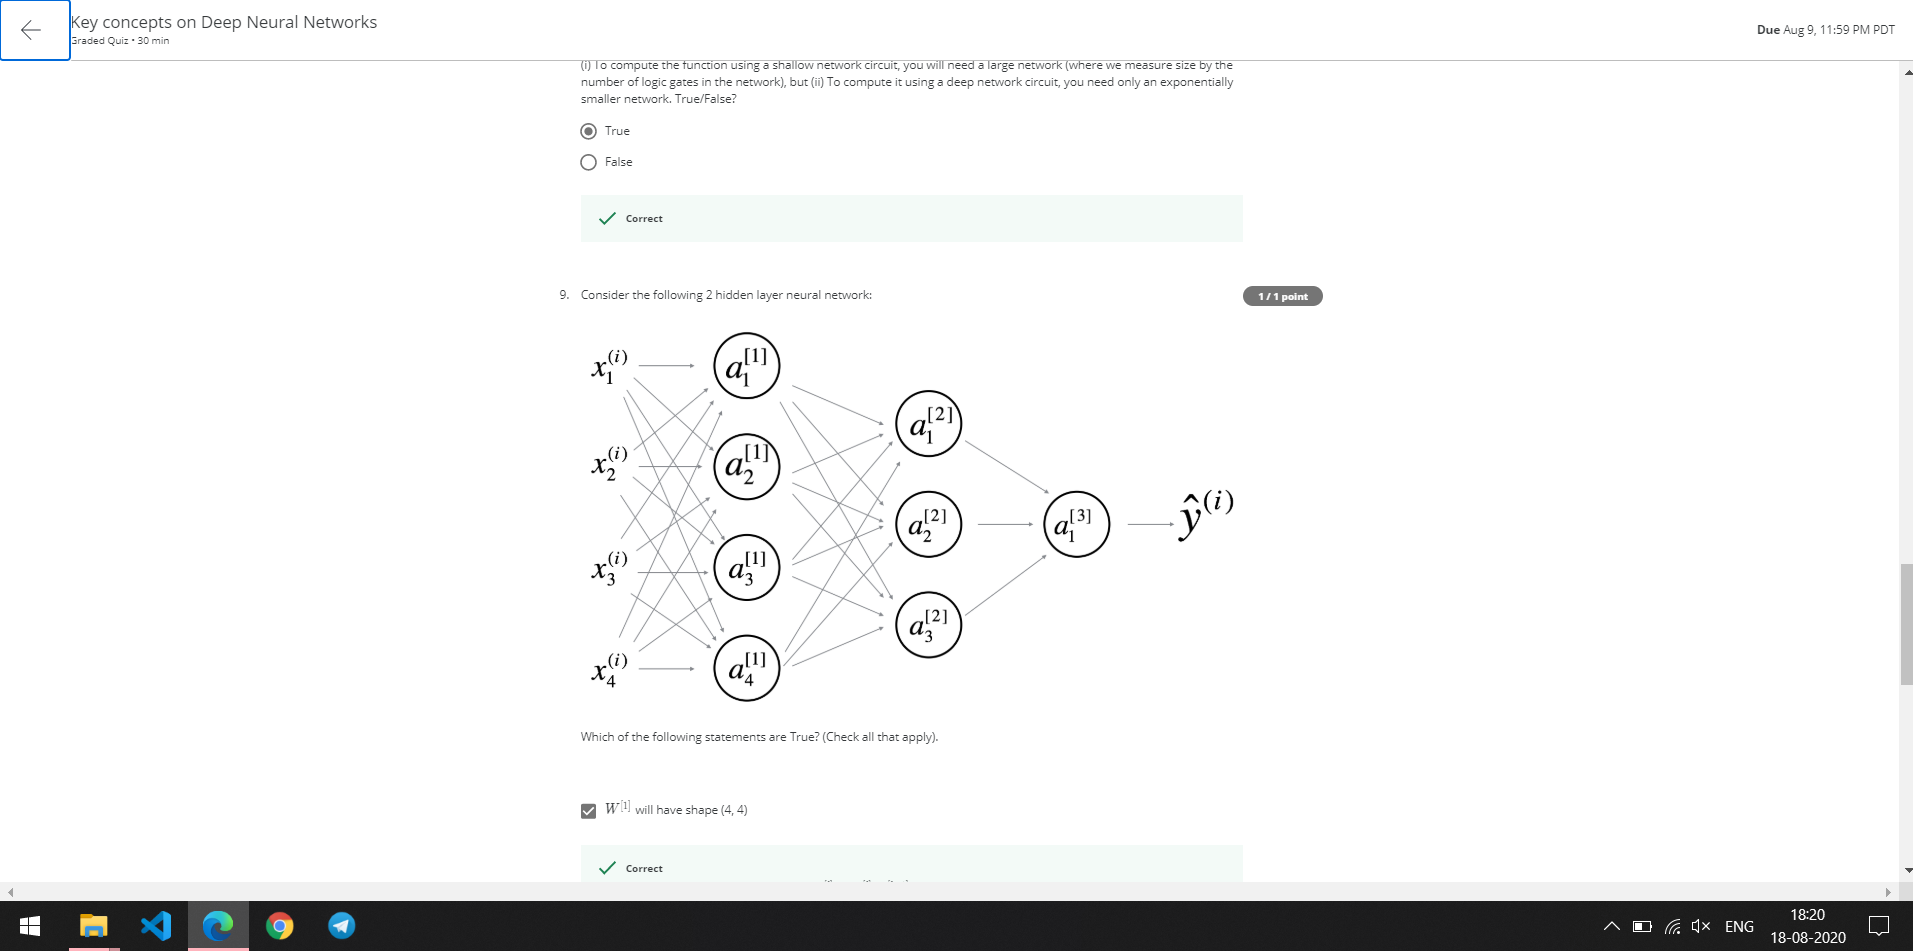 Key concepts on Deep Neural Networks
Graded Quiz • 30 min
Due Aug 9, 11:59 PM PDT
(i) To compute the function using a shallow network circuit, you will need a large network (where we measure size by the
number of logic gates in the network), but (ii) To compute it using a deep network circuit, you need only an exponentially
smaller network. True/False?
True
False
Correct
9. Consider the following 2 hidden layer neural network:
1 / 1 point
x_1^{(i)}
a_1^{[1]}
x_2^{(i)}
a_2^{[1]}
x_3^{(i)}
a_3^{[1]}
x_4^{(i)}
a_4^{[1]}
a_1^{[2]}
a_2^{[2]}
a_3^{[2]}
a_1^{[3]}
ŷ^{(i)}
Which of the following statements are True? (Check all that apply).
W^{[1]} will have shape (4, 4)
Correct
ENG
18:20
18-08-2020